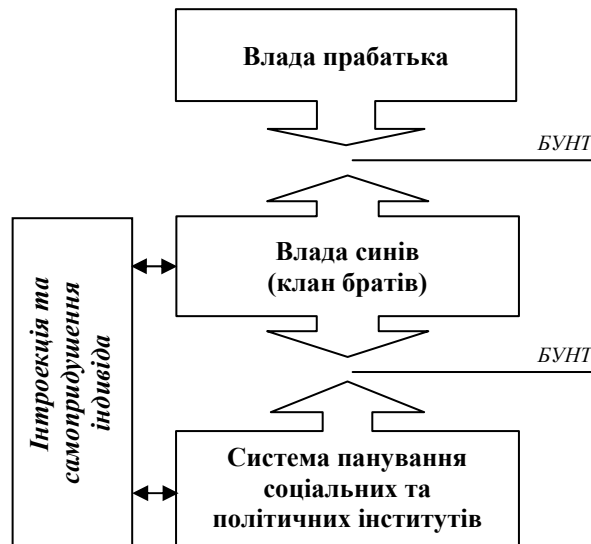 Влада прабатька
БУНТ
Влада синів
(клан братів)
БУНТ
Інтроекція та
самопридушення
індивіда
Система панування
соціальних та
політичних інститутів